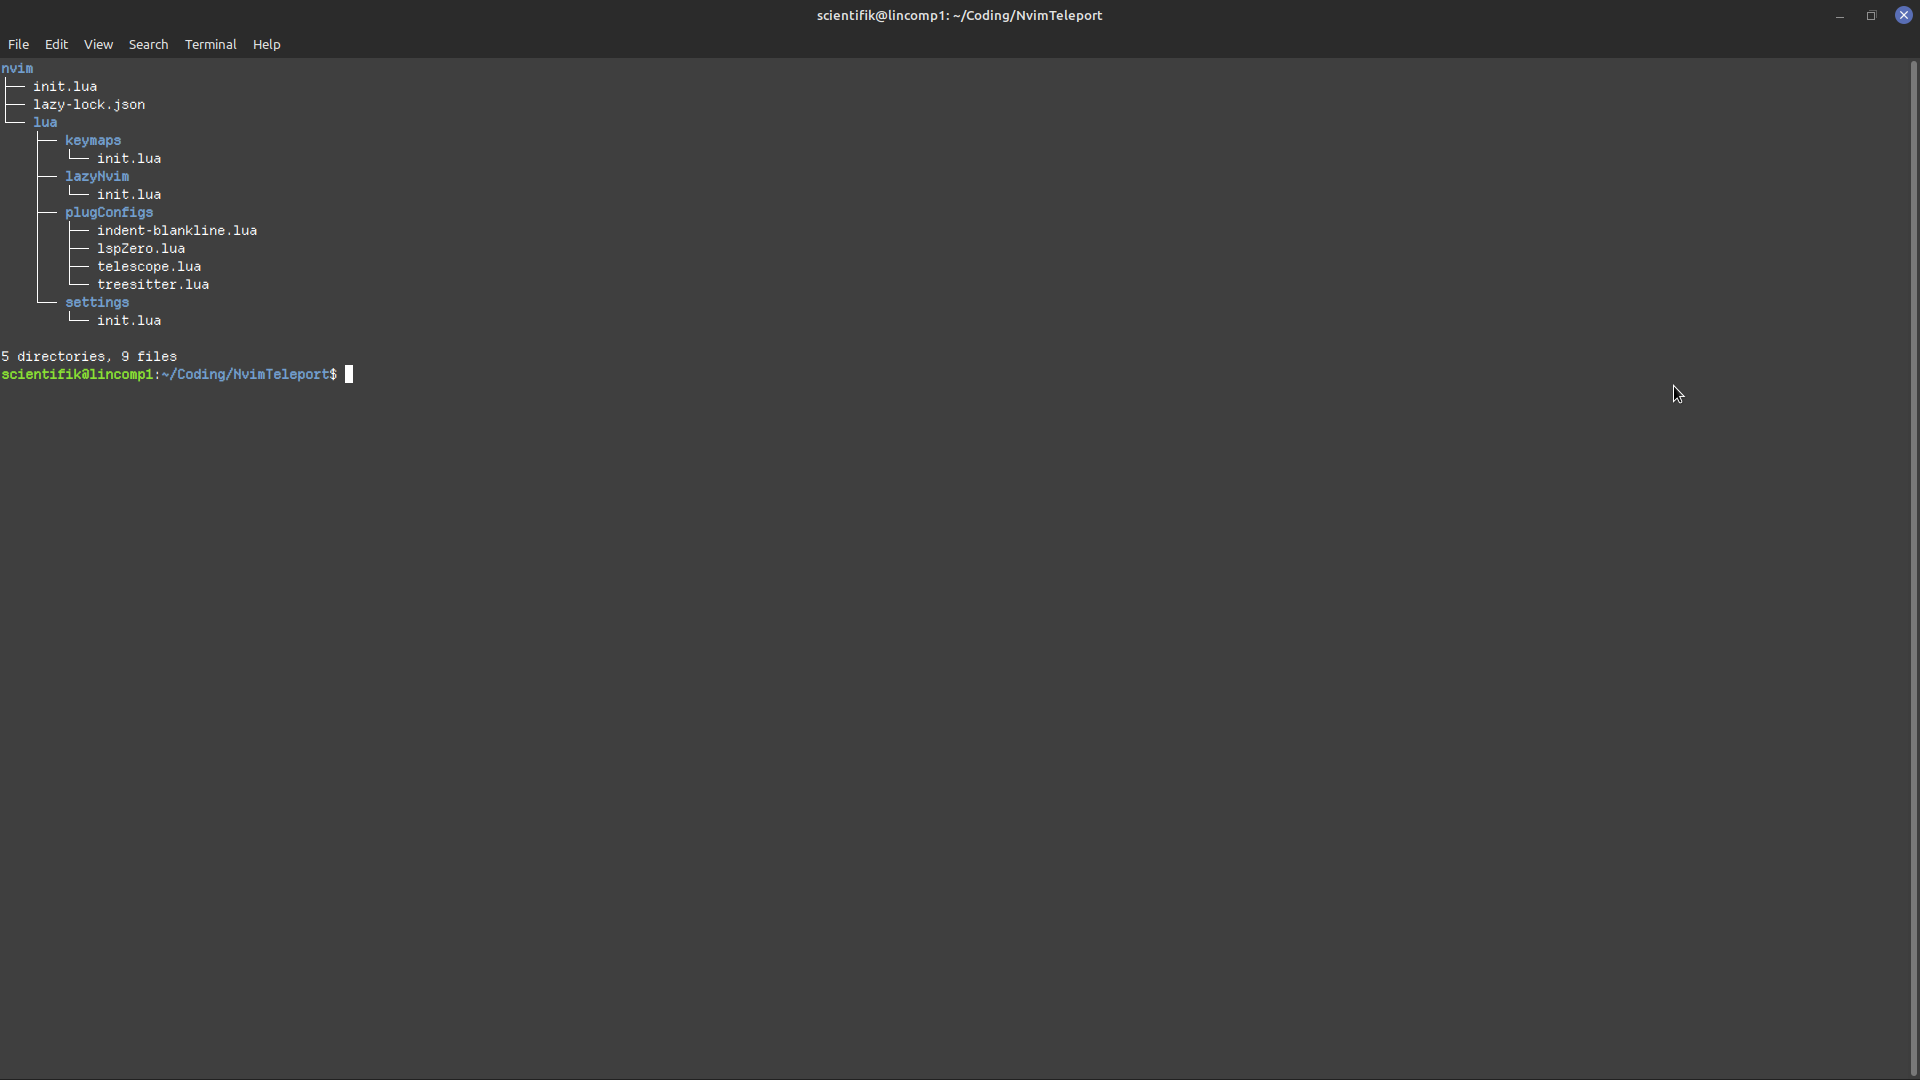 scientifik@lincomp1: ~/Coding/NvimTeleport
File Edit View Search Terminal Help
nvim
├── init.lua
├── lazy-lock.json
└── lua
    ├── keymaps
    │   └── init.lua
    ├── lazyNvim
    │   └── init.lua
    ├── plugConfigs
    │   ├── indent-blankline.lua
    │   ├── lspZero.lua
    │   ├── telescope.lua
    │   └── treesitter.lua
    └── settings
        └── init.lua
5 directories, 9 files
scientifik@lincomp1:~/Coding/NvimTeleport$